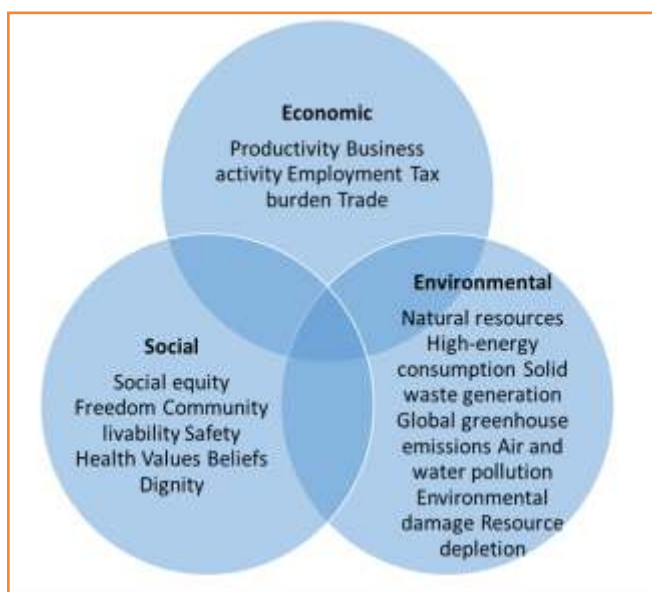 Economic
Productivity Business
activity Employment Tax
burden Trade
Environmental
Natural resources
High-energy
consumption Solid
waste generation
Global greenhouse
emissions Air and
water pollution
Environmental
damage Resource
depletion
Social
Social equity
Freedom Community
livability Safety
Health Values Beliefs
Dignity